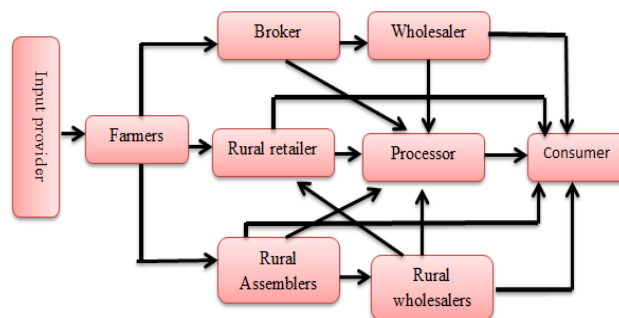 Input provider
Farmers
Broker
Wholesaler
Rural retailer
Processor
Consumer
Rural
Assemblers
Rural
wholesalers